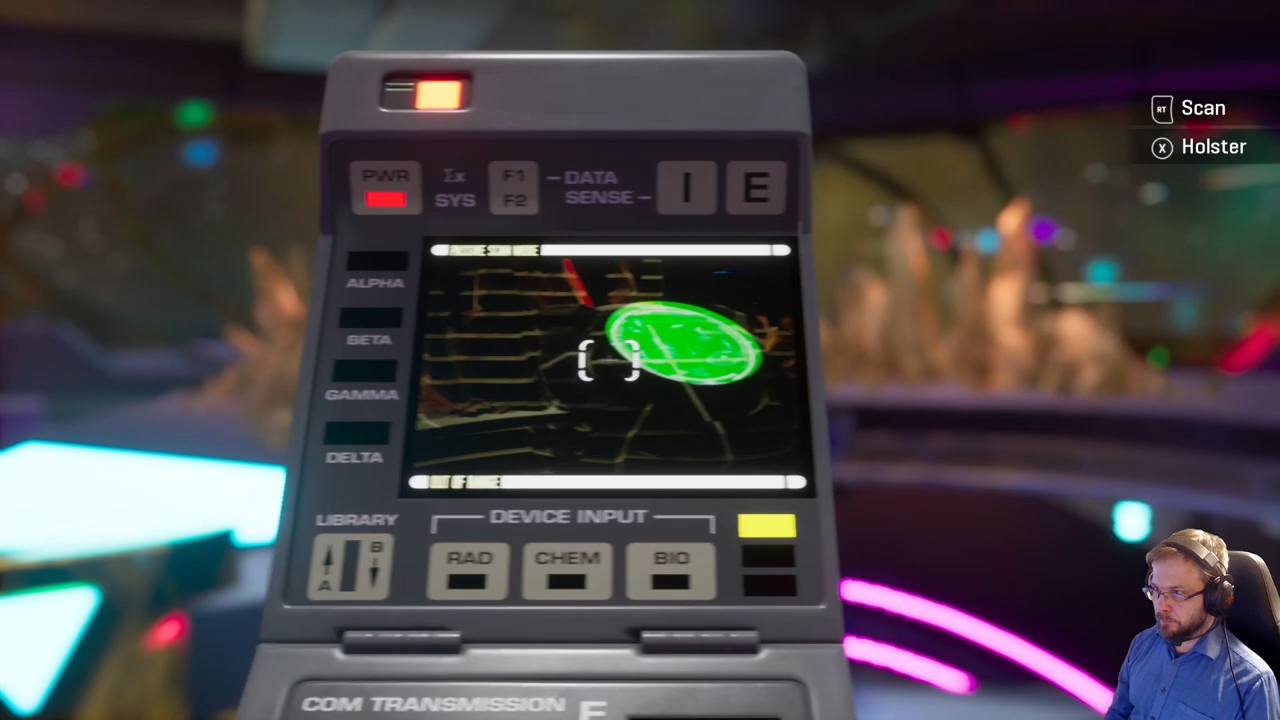 RT Scan
X Holster
PWR
Σx
SYS
F1
F2
DATA
SENSE
I
E
ALPHA
BETA
GAMMA
DELTA
LIBRARY
A
B
DEVICE INPUT
RAD
CHEM
BIO
COM TRANSMISSION